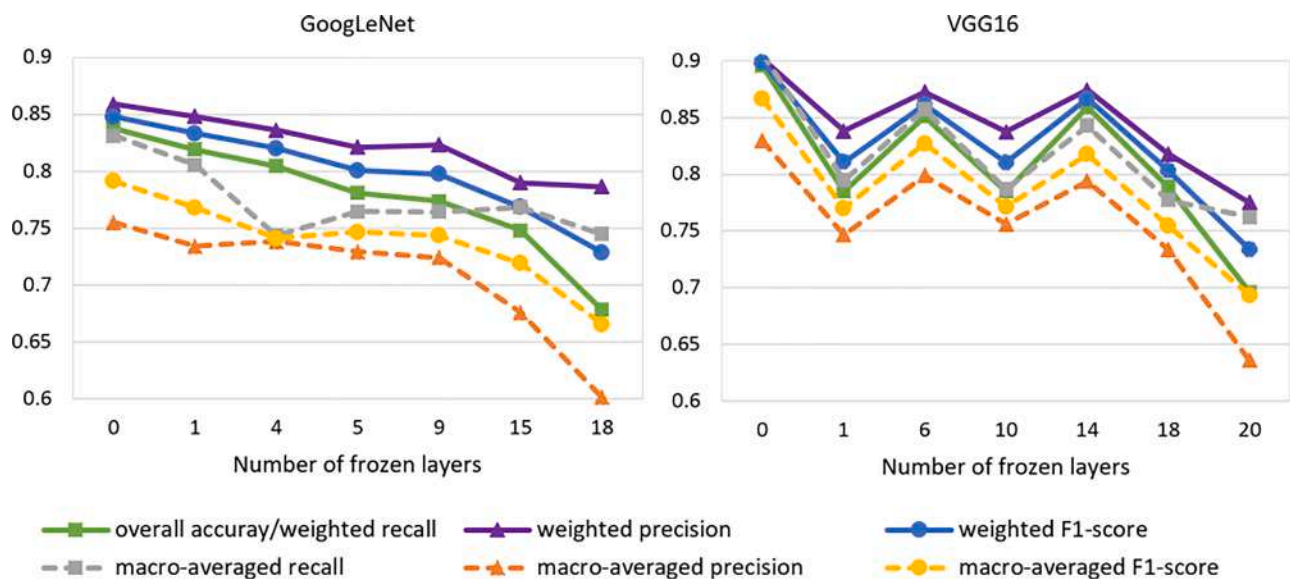 GoogLeNet
0.9
0.85
0.8
0.75
0.7
0.65
0.6
0 1 4 5 9 15 18
Number of frozen layers
VGG16
0.9
0.85
0.8
0.75
0.7
0.65
0.6
0 1 6 10 14 18 20
Number of frozen layers
overall accuray/weighted recall weighted precision weighted F1-score
macro-averaged recall macro-averaged precision macro-averaged F1-score